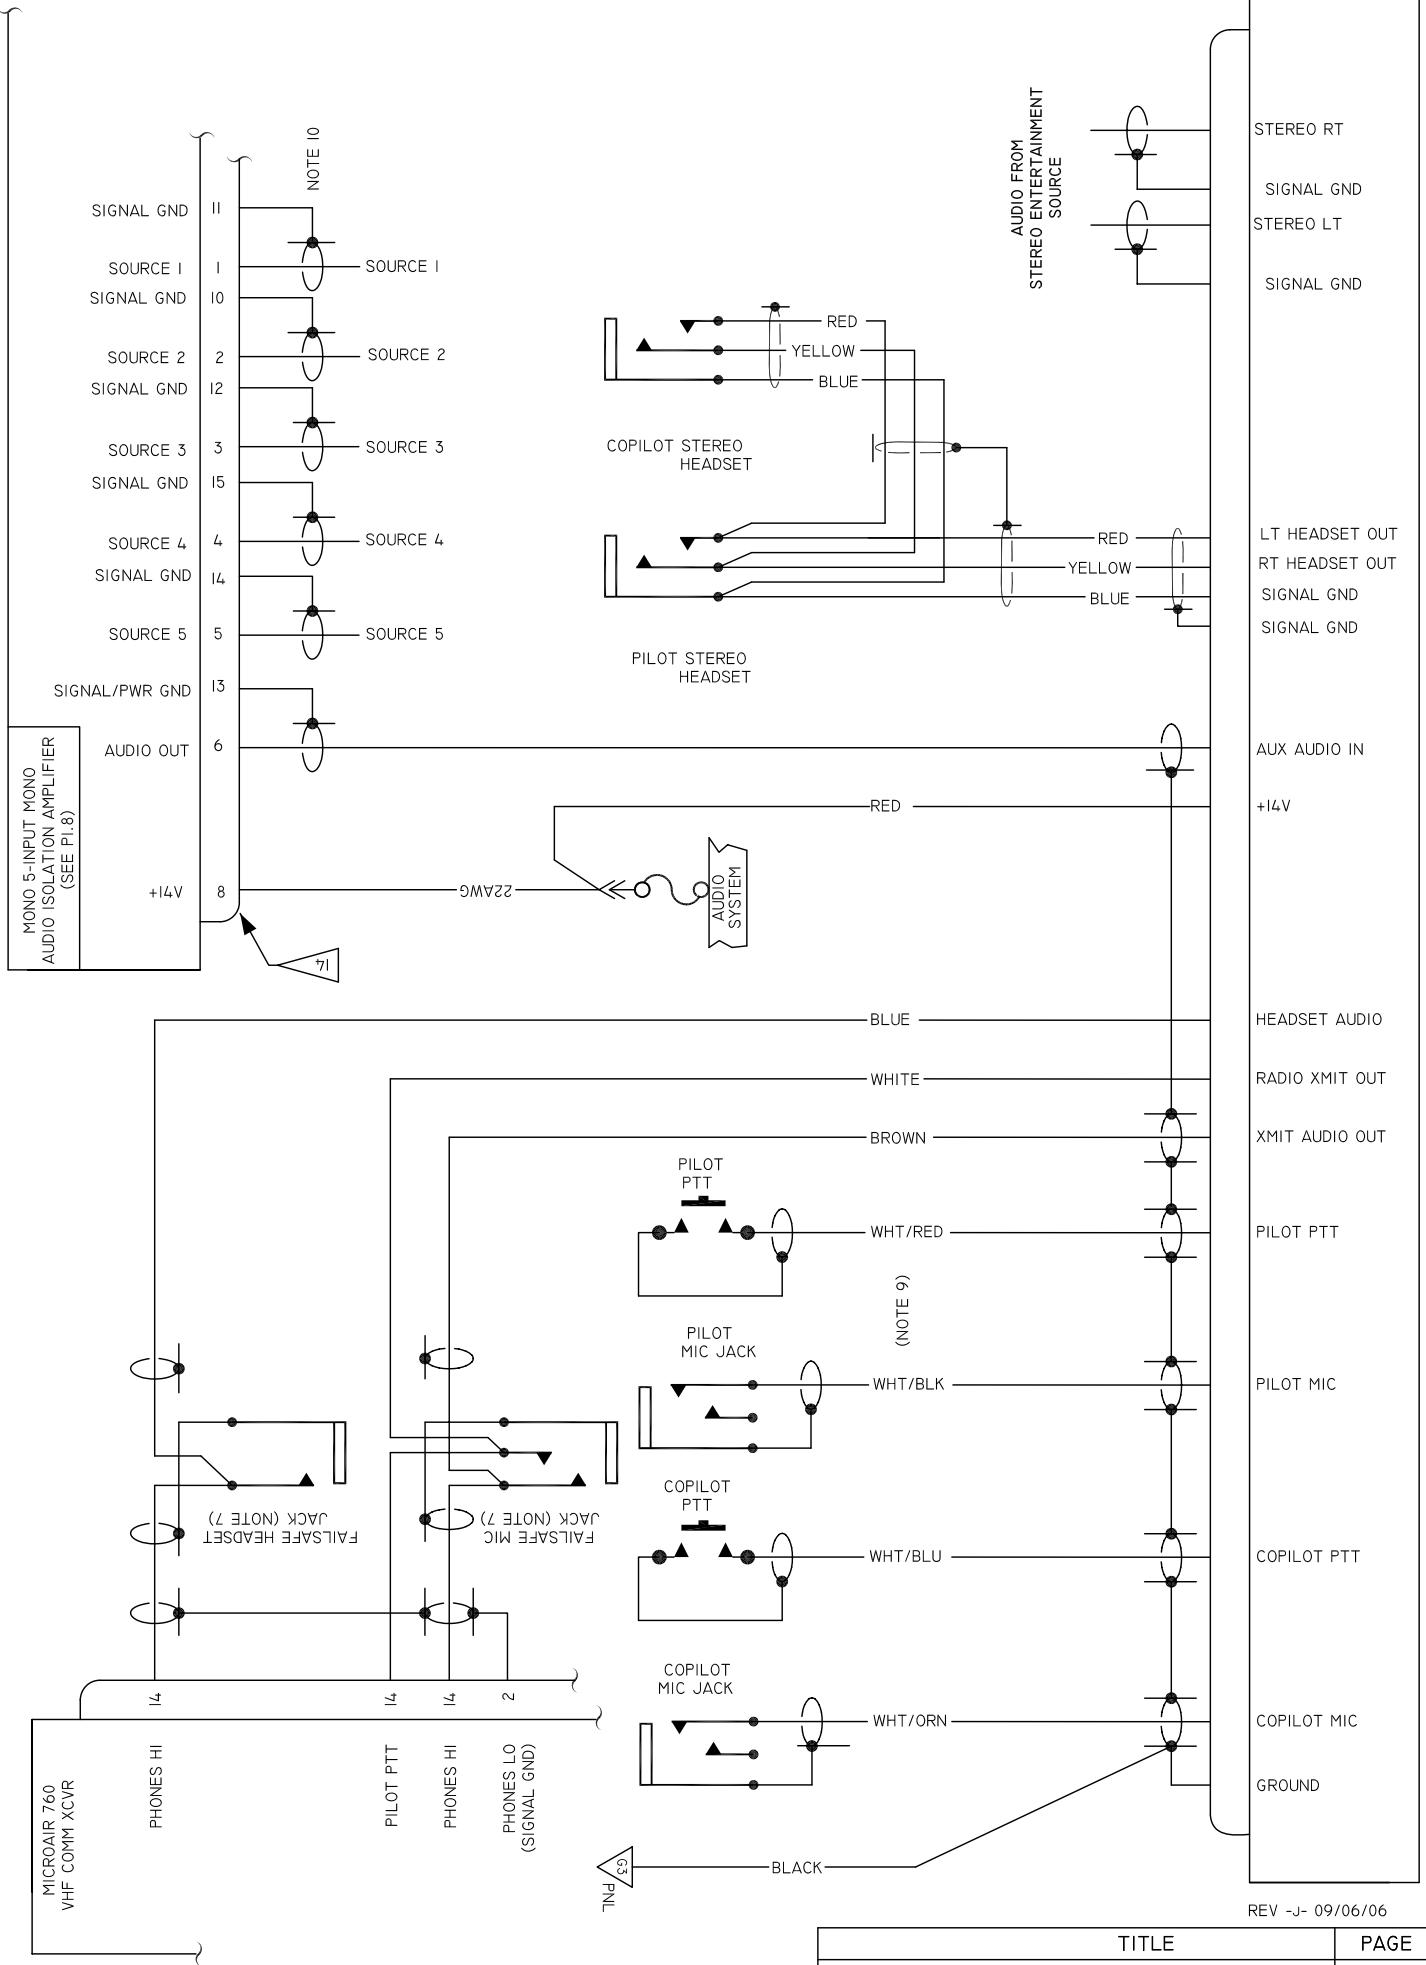 NOTE 10
SIGNAL GND 11
SOURCE 1 1 SOURCE 1
SIGNAL GND 10
SOURCE 2 2 SOURCE 2
SIGNAL GND 12
SOURCE 3 3 SOURCE 3
SIGNAL GND 15
SOURCE 4 4 SOURCE 4
SIGNAL GND 14
SOURCE 5 5 SOURCE 5
SIGNAL/PWR GND 13
AUDIO OUT 6
+14V 8
MONO 5-INPUT MONO
AUDIO ISOLATION AMPLIFIER
(SEE P1.8)
14
22AWG
AUDIO
SYSTEM
AUDIO FROM
STEREO ENTERTAINMENT
SOURCE
STEREO RT
SIGNAL GND
STEREO LT
SIGNAL GND
RED
YELLOW
BLUE
COPILOT STEREO
HEADSET
RED
YELLOW
BLUE
PILOT STEREO
HEADSET
LT HEADSET OUT
RT HEADSET OUT
SIGNAL GND
SIGNAL GND
AUX AUDIO IN
RED
+14V
BLUE
HEADSET AUDIO
WHITE
RADIO XMIT OUT
BROWN
XMIT AUDIO OUT
PILOT
PTT
WHT/RED
PILOT PTT
(NOTE 9)
PILOT
MIC JACK
WHT/BLK
PILOT MIC
COPILOT
PTT
WHT/BLU
COPILOT PTT
COPILOT
MIC JACK
WHT/ORN
COPILOT MIC
GROUND
FAILSAFE HEADSET
JACK (NOTE 7)
FAILSAFE MIC
JACK (NOTE 7)
14
14
14
2
PHONES HI
PILOT PTT
PHONES HI
PHONES LO
(SIGNAL GND)
MICROAIR 760
VHF COMM XCVR
G3
PNL
BLACK
REV -J- 09/06/06
TITLE
PAGE